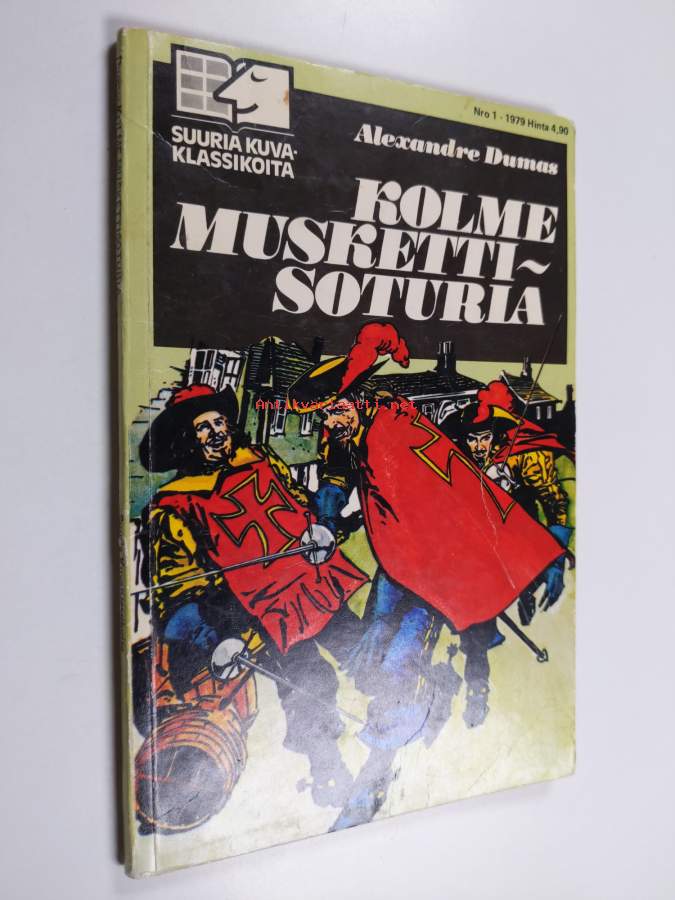 SUURIA KUVA-
KLASSIKOITA
Nro 1 - 1979 Hinta 4,90
Alexandre Dumas
KOLME
MUSKETTI~
SOTURIA
Antikvariaatti.net